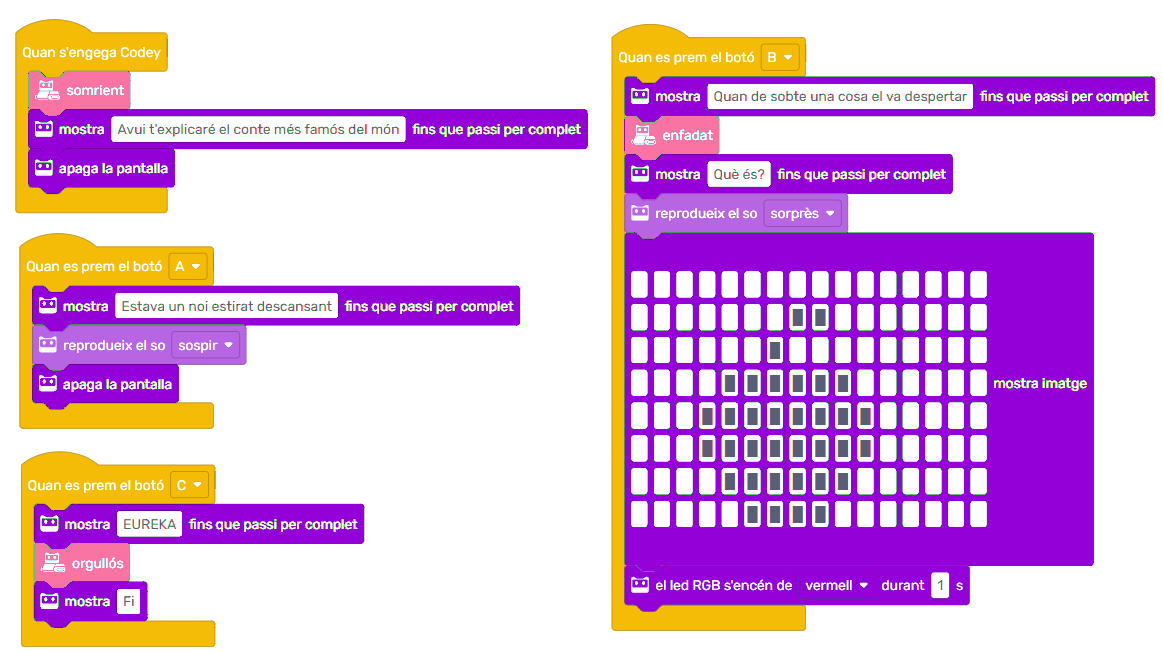 Quan s'engega Codey
somrient
mostra Avui t'explicaré el conte més famós del món fins que passi per complet
apaga la pantalla
Quan es prem el botó A
mostra Estava un noi estirat descansant fins que passi per complet
reprodueix el so sospir
apaga la pantalla
Quan es prem el botó C
mostra EUREKA fins que passi per complet
orgullós
mostra Fi
Quan es prem el botó B
mostra Quan de sobte una cosa el va despertar fins que passi per complet
enfadat
mostra Què és? fins que passi per complet
reprodueix el so sorprès
mostra imatge
el led RGB s'encén de vermell durant 1 s